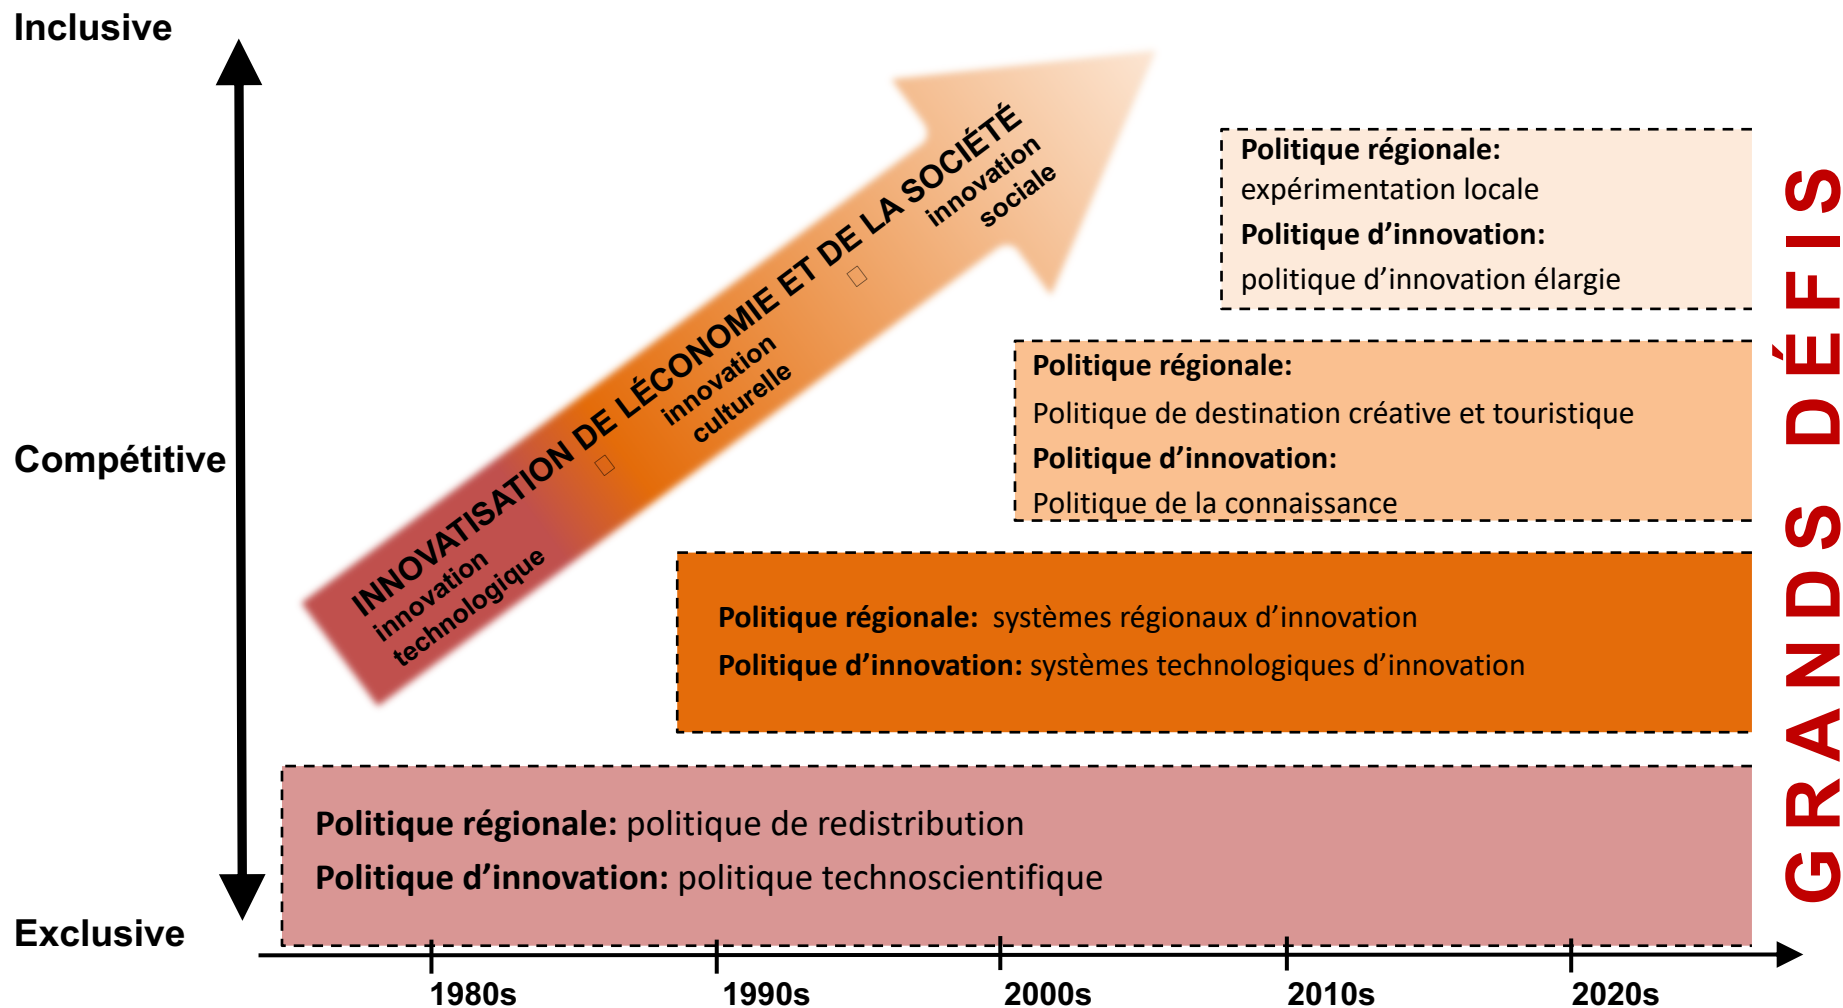 Inclusive
Compétitive
Exclusive
INNOVATISATION DE LÉCONOMIE ET DE LA SOCIÉTÉ
innovation
technologique
innovation
culturelle
innovation
sociale
Politique régionale:
expérimentation locale
Politique d’innovation:
politique d’innovation élargie
Politique régionale:
Politique de destination créative et touristique
Politique d’innovation:
Politique de la connaissance
Politique régionale: systèmes régionaux d’innovation
Politique d’innovation: systèmes technologiques d’innovation
Politique régionale: politique de redistribution
Politique d’innovation: politique technoscientifique
GRANDS DÉFIS
1980s
1990s
2000s
2010s
2020s